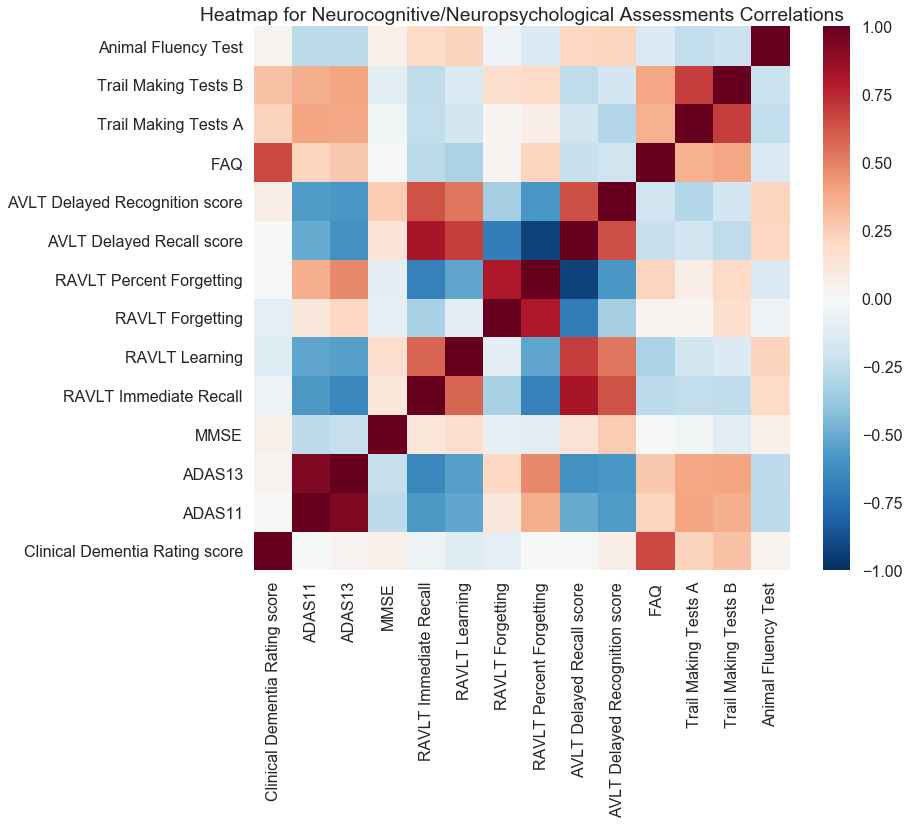 Heatmap for Neurocognitive/Neuropsychological Assessments Correlations
Animal Fluency Test
Trail Making Tests B
Trail Making Tests A
FAQ
AVLT Delayed Recognition score
AVLT Delayed Recall score
RAVLT Percent Forgetting
RAVLT Forgetting
RAVLT Learning
RAVLT Immediate Recall
MMSE
ADAS13
ADAS11
Clinical Dementia Rating score
Clinical Dementia Rating score
ADAS11
ADAS13
MMSE
RAVLT Immediate Recall
RAVLT Learning
RAVLT Forgetting
RAVLT Percent Forgetting
AVLT Delayed Recall score
AVLT Delayed Recognition score
FAQ
Trail Making Tests A
Trail Making Tests B
Animal Fluency Test
1.00
0.75
0.50
0.25
0.00
−0.25
−0.50
−0.75
−1.00